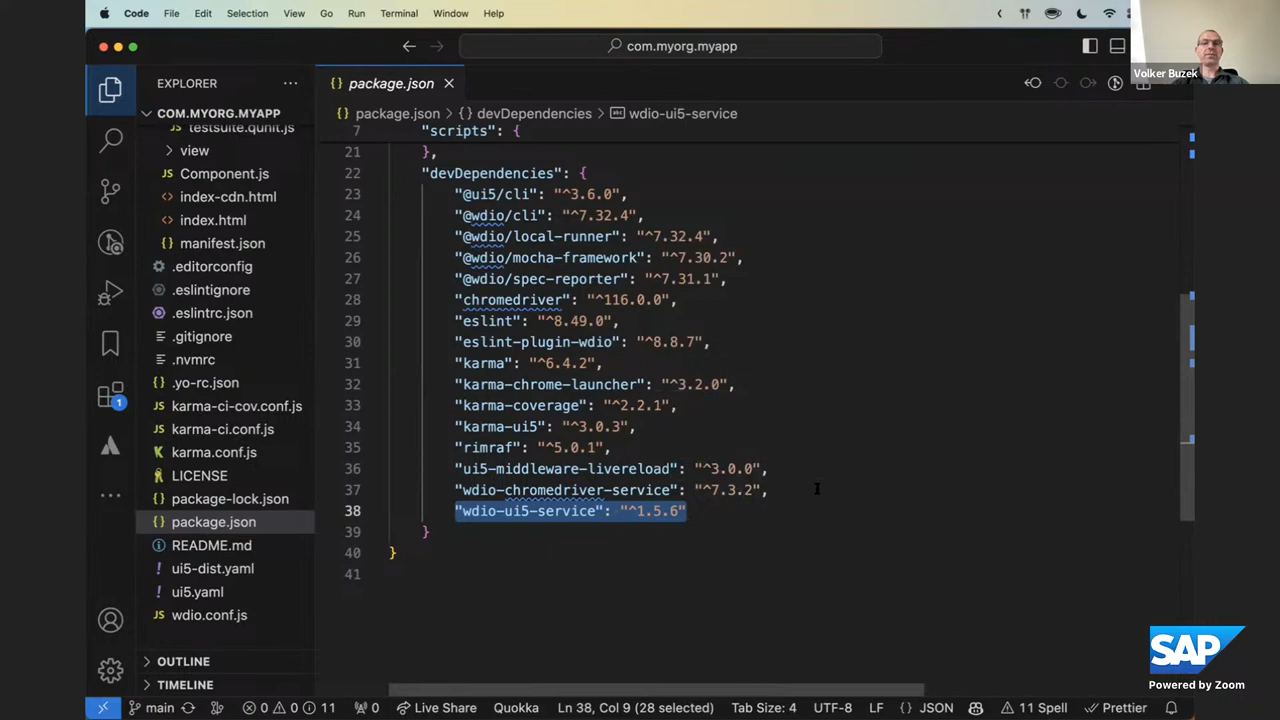 Code File Edit Selection View Go Run Terminal Window Help
com.myorg.myapp
Volker Buzek
EXPLORER
package.json
COM.MYORG.MYAPP
package.json > {} devDependencies > wdio-ui5-service
testsuite.qunit.js
view
Component.js
index-cdn.html
index.html
manifest.json
.editorconfig
.eslintignore
.eslintrc.json
.gitignore
.nvmrc
.yo-rc.json
karma-ci-cov.conf.js
karma-ci.conf.js
karma.conf.js
LICENSE
package-lock.json
package.json
README.md
ui5-dist.yaml
ui5.yaml
wdio.conf.js
OUTLINE
TIMELINE
7 "scripts": {
21 },
22 "devDependencies": {
23 "@ui5/cli": "^3.6.0",
24 "@wdio/cli": "^7.32.4",
25 "@wdio/local-runner": "^7.32.4",
26 "@wdio/mocha-framework": "^7.30.2",
27 "@wdio/spec-reporter": "^7.31.1",
28 "chromedriver": "^116.0.0",
29 "eslint": "^8.49.0",
30 "eslint-plugin-wdio": "^8.8.7",
31 "karma": "^6.4.2",
32 "karma-chrome-launcher": "^3.2.0",
33 "karma-coverage": "^2.2.1",
34 "karma-ui5": "^3.0.3",
35 "rimraf": "^5.0.1",
36 "ui5-middleware-livereload": "^3.0.0",
37 "wdio-chromedriver-service": "^7.3.2",
38 "wdio-ui5-service": "^1.5.6"
39 }
40 }
41
SAP
Powered by Zoom
main 0 0 11 0 Live Share Quokka Ln 38, Col 9 (28 selected) Tab Size: 4 UTF-8 LF {} JSON 11 Spell Prettier